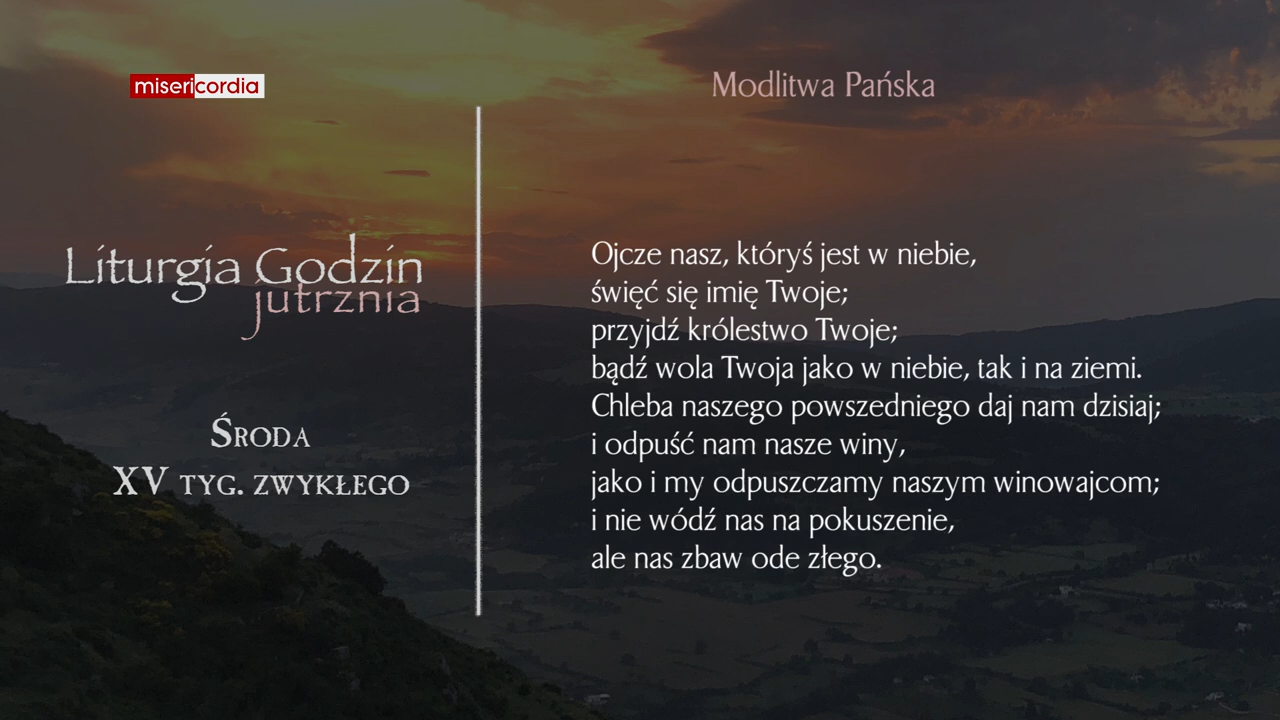 misericordia
Liturgia Godzin
jutrznia
Środa
XV tyg. zwykłego
Modlitwa Pańska
Ojcze nasz, któryś jest w niebie,
święć się imię Twoje;
przyjdź królestwo Twoje;
bądź wola Twoja jako w niebie, tak i na ziemi.
Chleba naszego powszedniego daj nam dzisiaj;
i odpuść nam nasze winy,
jako i my odpuszczamy naszym winowajcom;
i nie wódź nas na pokuszenie,
ale nas zbaw ode złego.